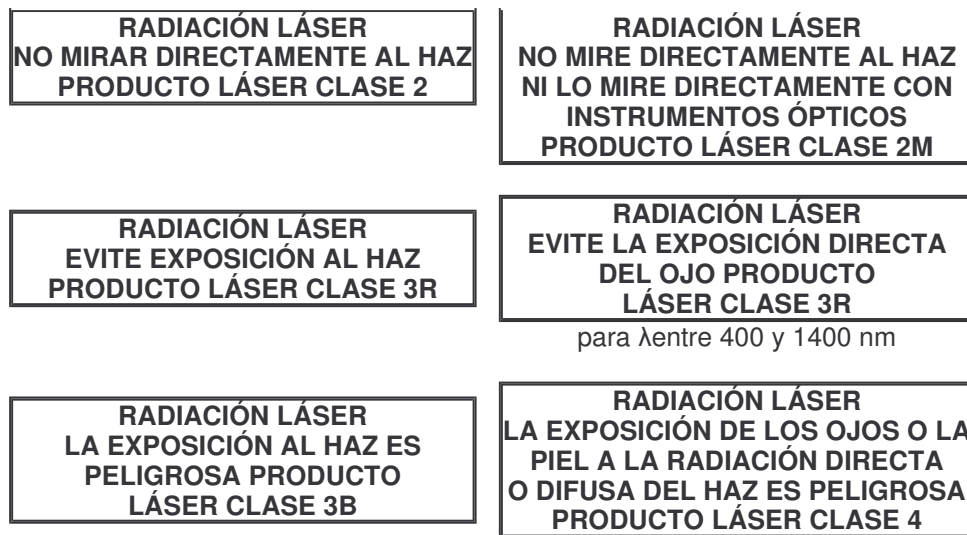 RADIACIÓN LÁSER
NO MIRAR DIRECTAMENTE AL HAZ
PRODUCTO LÁSER CLASE 2
RADIACIÓN LÁSER
NO MIRE DIRECTAMENTE AL HAZ
NI LO MIRE DIRECTAMENTE CON
INSTRUMENTOS ÓPTICOS
PRODUCTO LÁSER CLASE 2M
RADIACIÓN LÁSER
EVITE EXPOSICIÓN AL HAZ
PRODUCTO LÁSER CLASE 3R
RADIACIÓN LÁSER
EVITE LA EXPOSICIÓN DIRECTA
DEL OJO PRODUCTO
LÁSER CLASE 3R
para λentre 400 y 1400 nm
RADIACIÓN LÁSER
LA EXPOSICIÓN AL HAZ ES
PELIGROSA PRODUCTO
LÁSER CLASE 3B
RADIACIÓN LÁSER
LA EXPOSICIÓN DE LOS OJOS O LA
PIEL A LA RADIACIÓN DIRECTA
O DIFUSA DEL HAZ ES PELIGROSA
PRODUCTO LÁSER CLASE 4